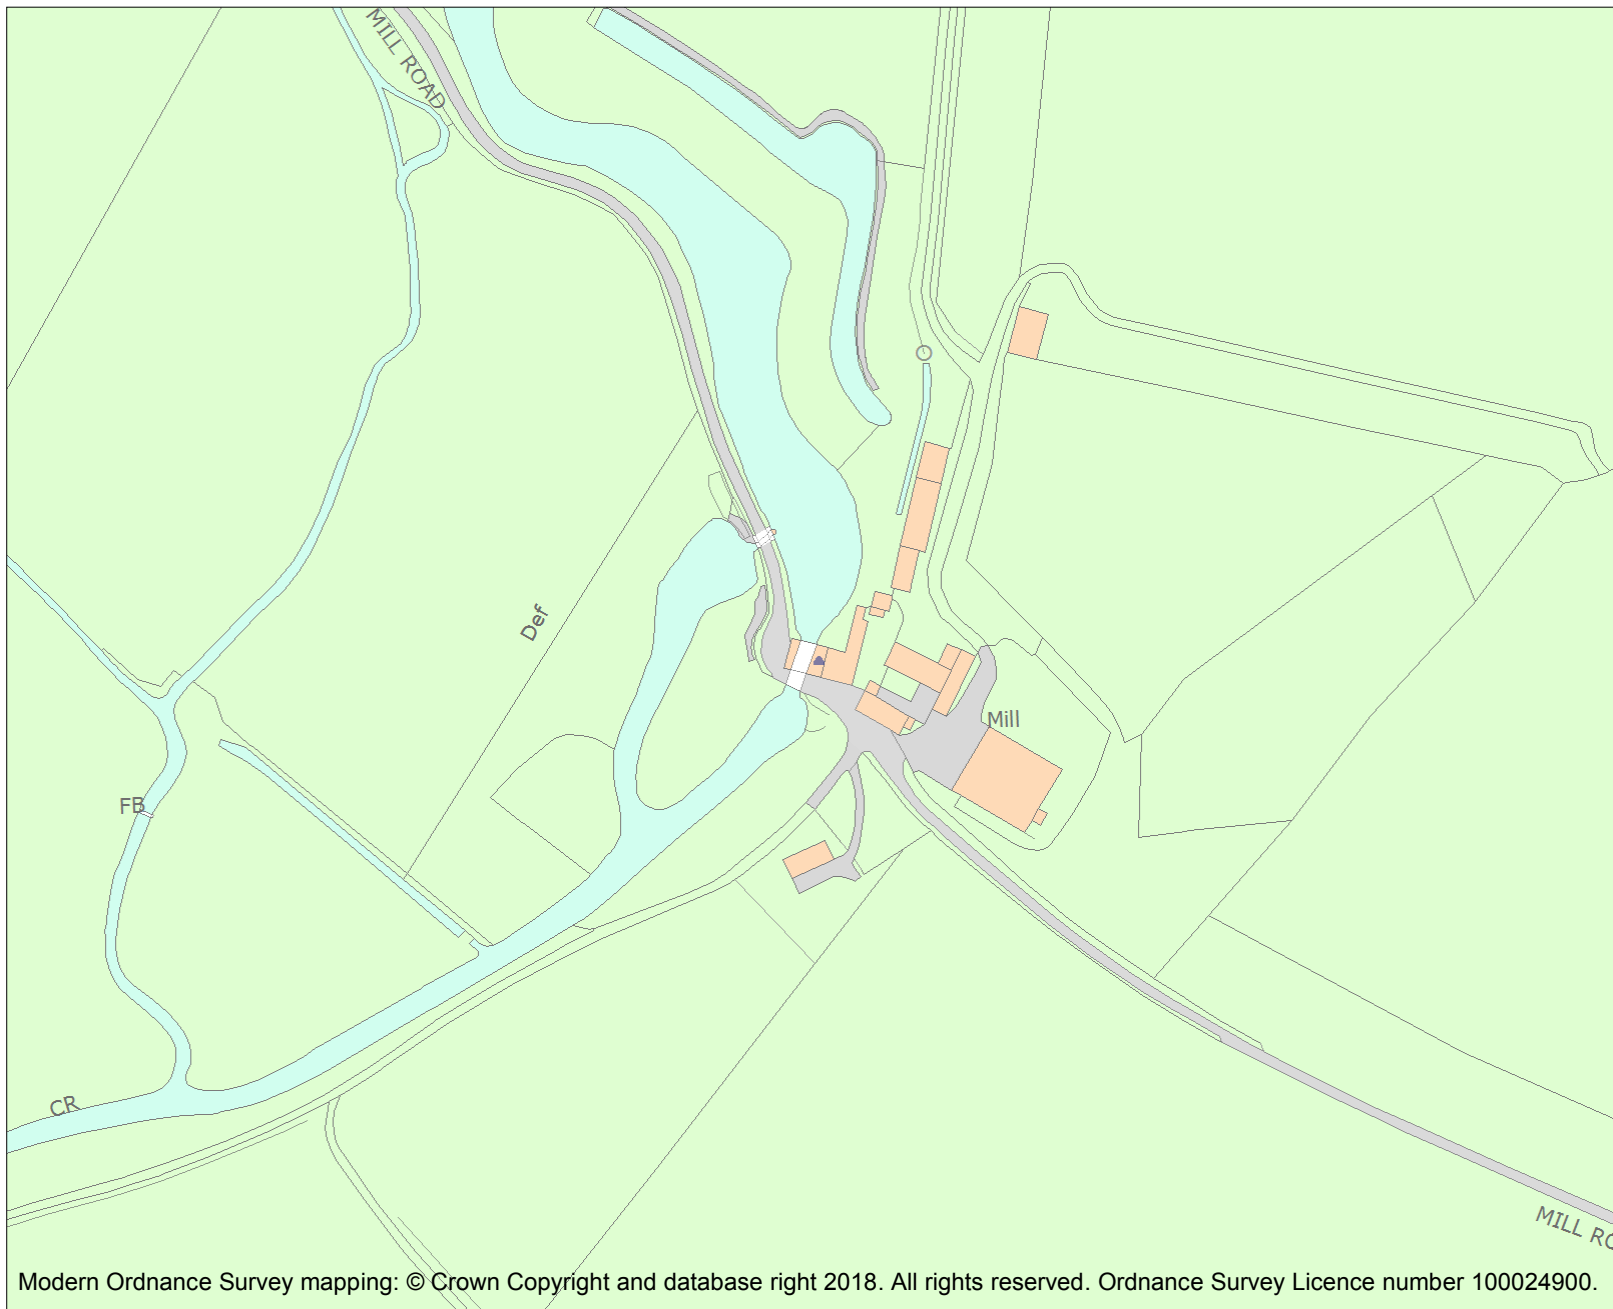 MILL ROAD
Def
Mill
FB
CR
MILL RO
Modern Ordnance Survey mapping: © Crown Copyright and database right 2018. All rights reserved. Ordnance Survey Licence number 100024900.